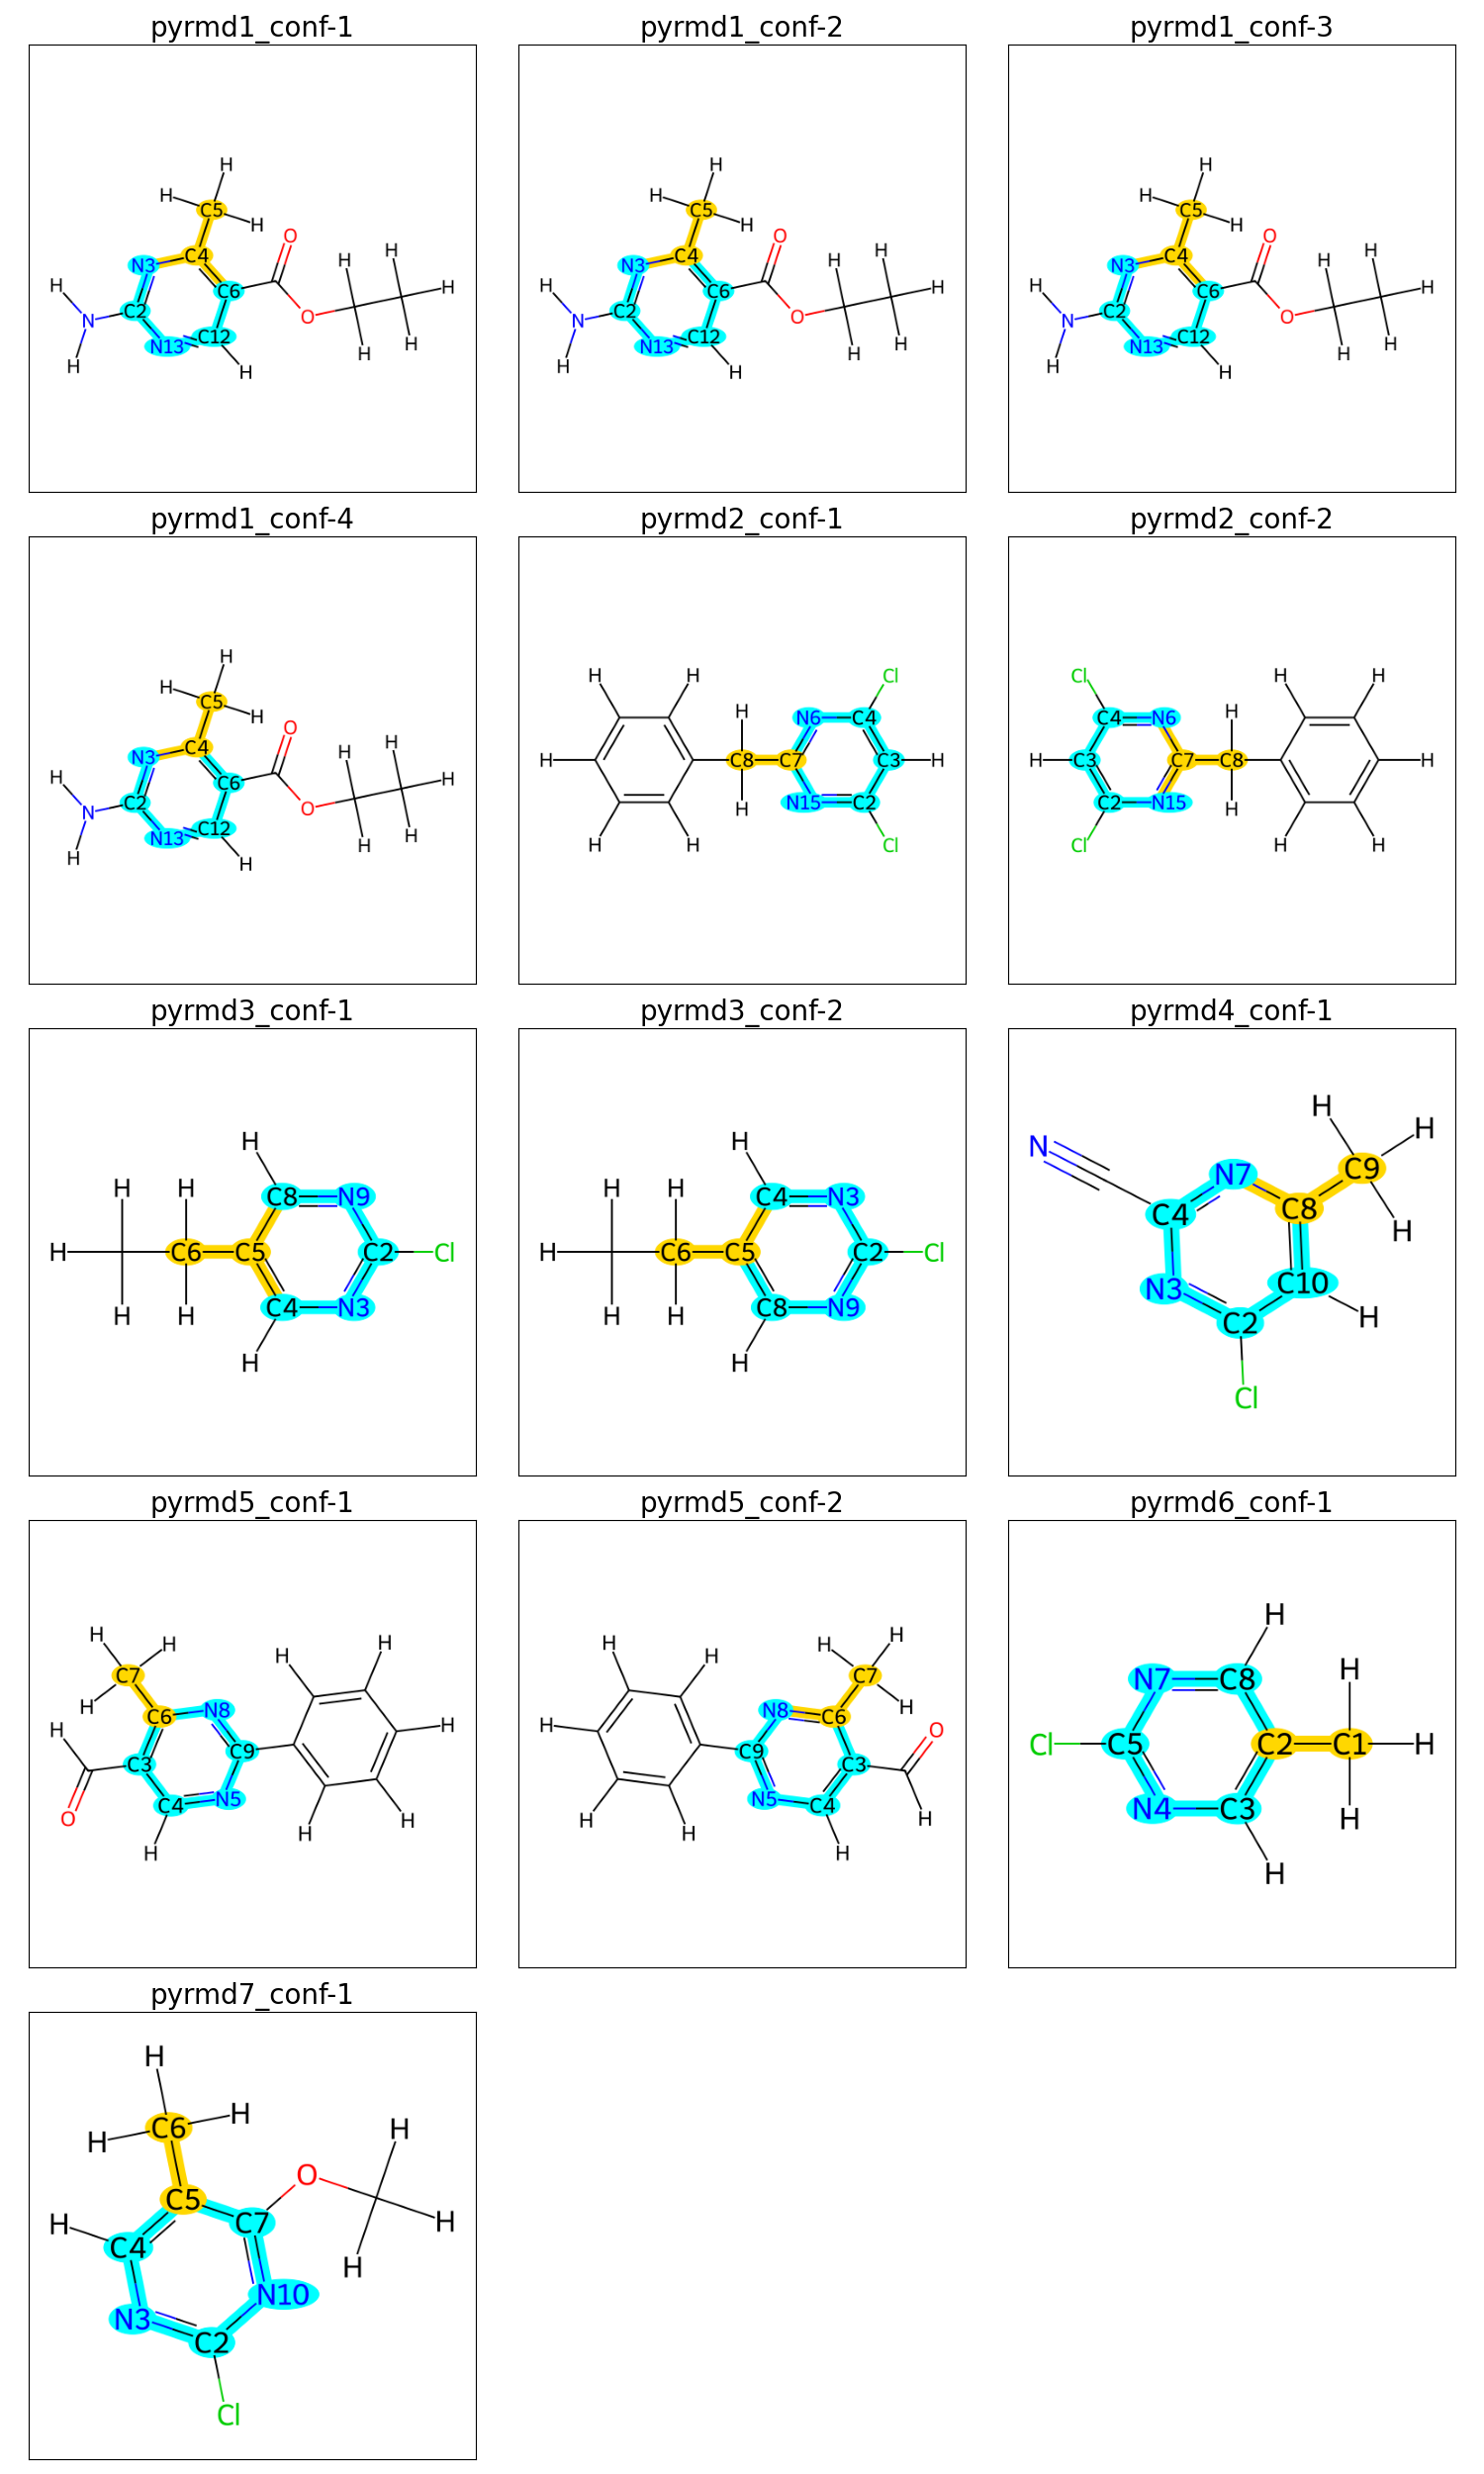 pyrmd1_conf-1 pyrmd1_conf-2 pyrmd1_conf-3
H H H
H C5 H H C5 H H C5 H
O O O
C4 H H C4 H H C4 H H
N3 N3 N3
H C6 H H C6 H H C6 H
C2 C2 C2
N O N O N O
N13 C12 H H N13 C12 H H N13 C12 H H
H H H H H H
pyrmd1_conf-4 pyrmd2_conf-1 pyrmd2_conf-2
H
H C5 H
O
N3 C4 H H
H C6 H
C2
N O
N13 C12 H H
H H
H H Cl
H N6 C4
H C8 C7 C3 H
H N15 C2
H H Cl
Cl H H
C4 N6 H
H C3 C7 C8 H
C2 N15 H
Cl H H
pyrmd3_conf-1 pyrmd3_conf-2 pyrmd4_conf-1
H
H H C8 N9
H C6 C5 C2 Cl
H H C4 N3
H
H
H H C4 N3
H C6 C5 C2 Cl
H H C8 N9
H
H H
N N7 C9
C4 C8 H
N3 C10
C2 H
Cl
pyrmd5_conf-1 pyrmd5_conf-2 pyrmd6_conf-1
H H H H
C7
H C6 N8
H C3 C9 H
C4 N5
O H
H H
H H H H
C7
N8 C6 H
H C9 C3 O
N5 C4
H H
H H
H
N7 C8 H
Cl C5 C2 C1 H
N4 C3 H
H
pyrmd7_conf-1
H
C6 H H
H
O
C5
H C7 H
C4
H
N10
N3
C2
Cl